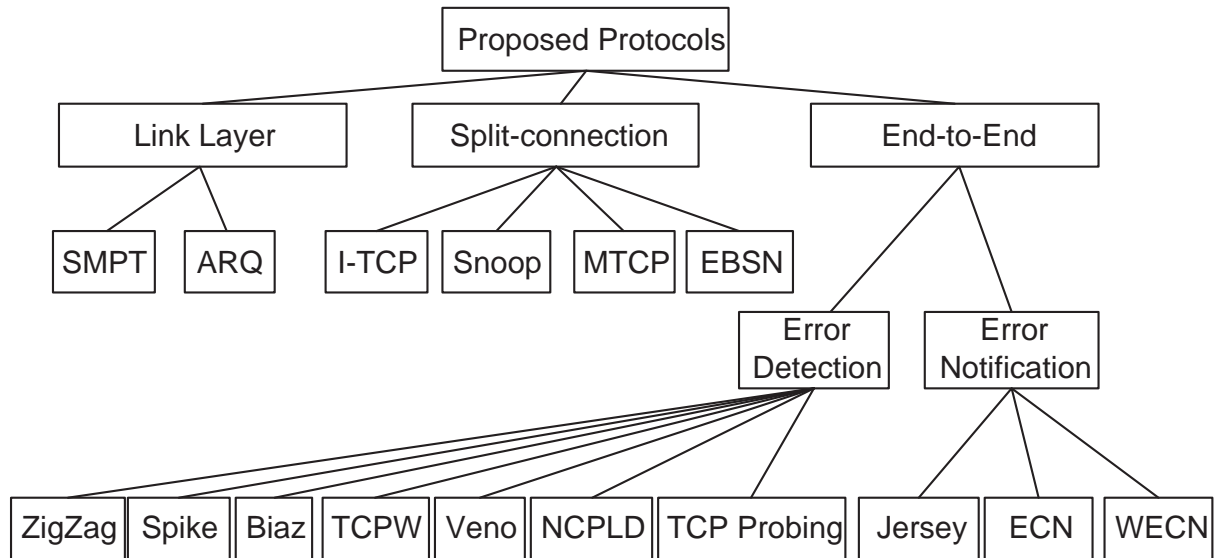 Proposed Protocols
Link Layer
Split-connection
End-to-End
SMPT
ARQ
I-TCP
Snoop
MTCP
EBSN
Error
Detection
Error
Notification
ZigZag
Spike
Biaz
TCPW
Veno
NCPLD
TCP Probing
Jersey
ECN
WECN